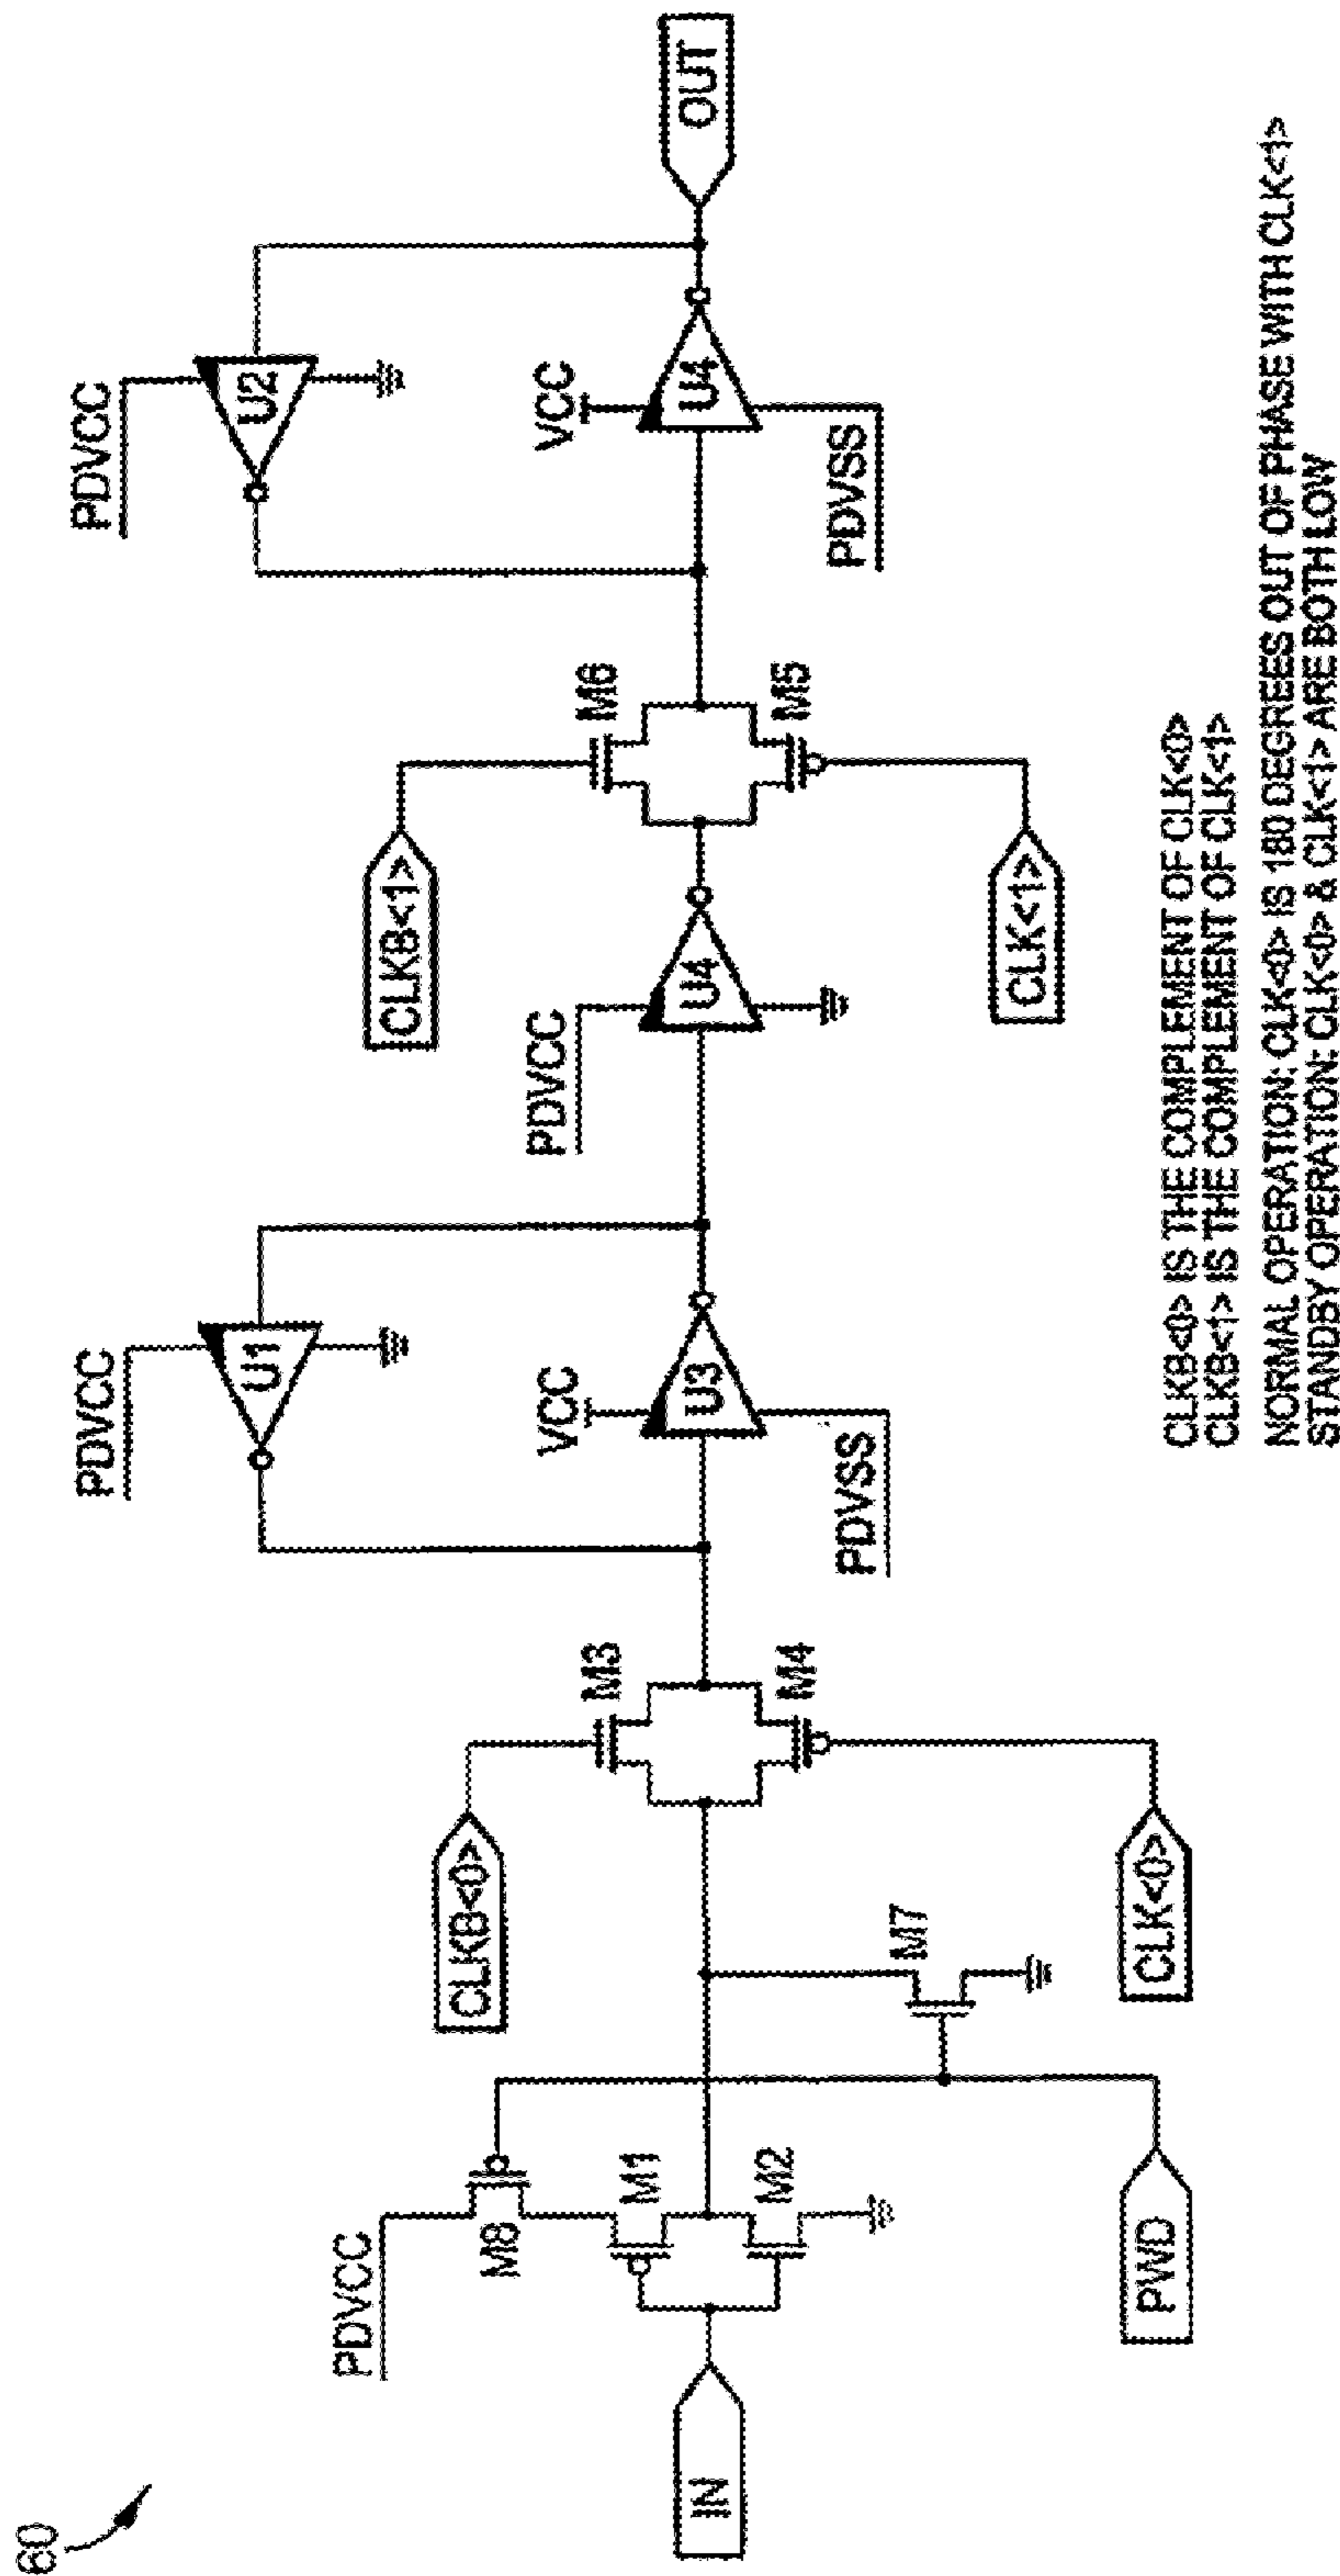 60
IN
PWD
PDVCC
M8
M1
M2
M7
CLKB<0>
CLK<0>
M3
M4
PDVCC
U1
VCC
U3
PDVSS
PDVCC
U4
CLKB<1>
CLK<1>
M6
M5
PDVCC
U2
VCC
U4
PDVSS
OUT
CLKB<0> IS THE COMPLEMENT OF CLK<0>
CLKB<1> IS THE COMPLEMENT OF CLK<1>
NORMAL OPERATION: CLK<0> IS 180 DEGREES OUT OF PHASE WITH CLK<1>
STANDBY OPERATION: CLK<0> & CLK<1> ARE BOTH LOW